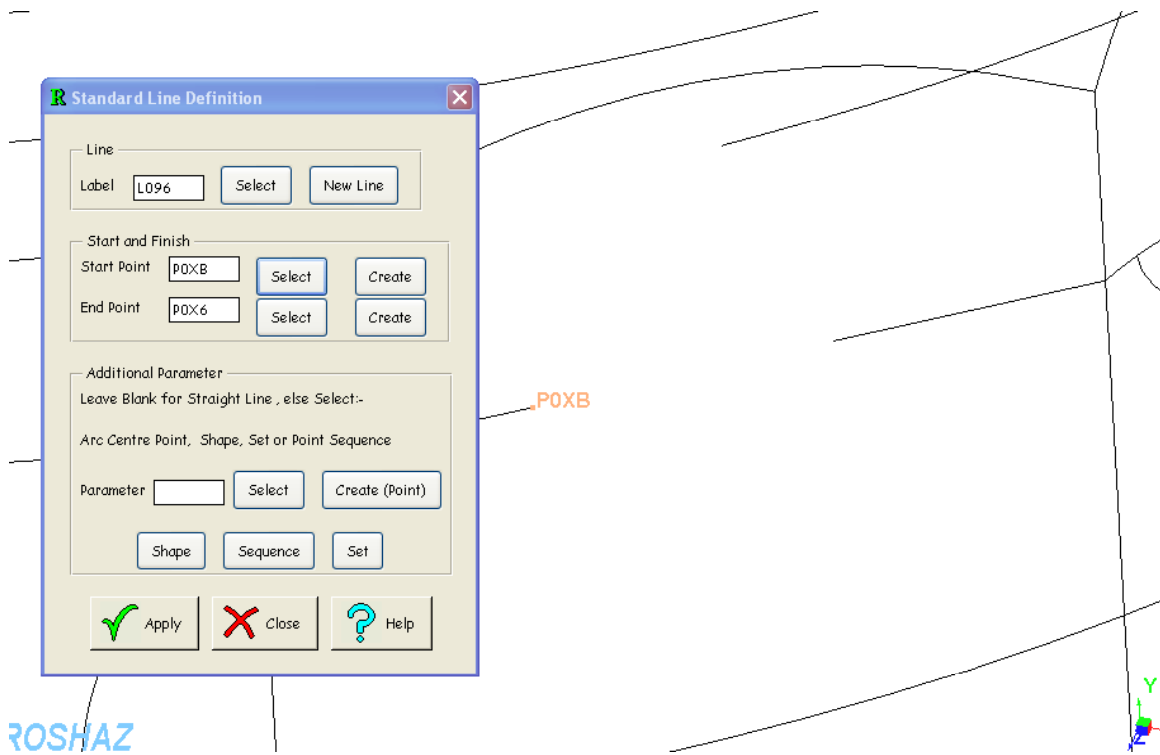 R Standard Line Definition
Line
Label L096 Select New Line
Start and Finish
Start Point P0XB Select Create
End Point P0X6 Select Create
Additional Parameter
Leave Blank for Straight Line , else Select:-
Arc Centre Point, Shape, Set or Point Sequence
Parameter Select Create (Point)
Shape Sequence Set
Apply Close ? Help
P0XB
Y
Z
ROSHAZ